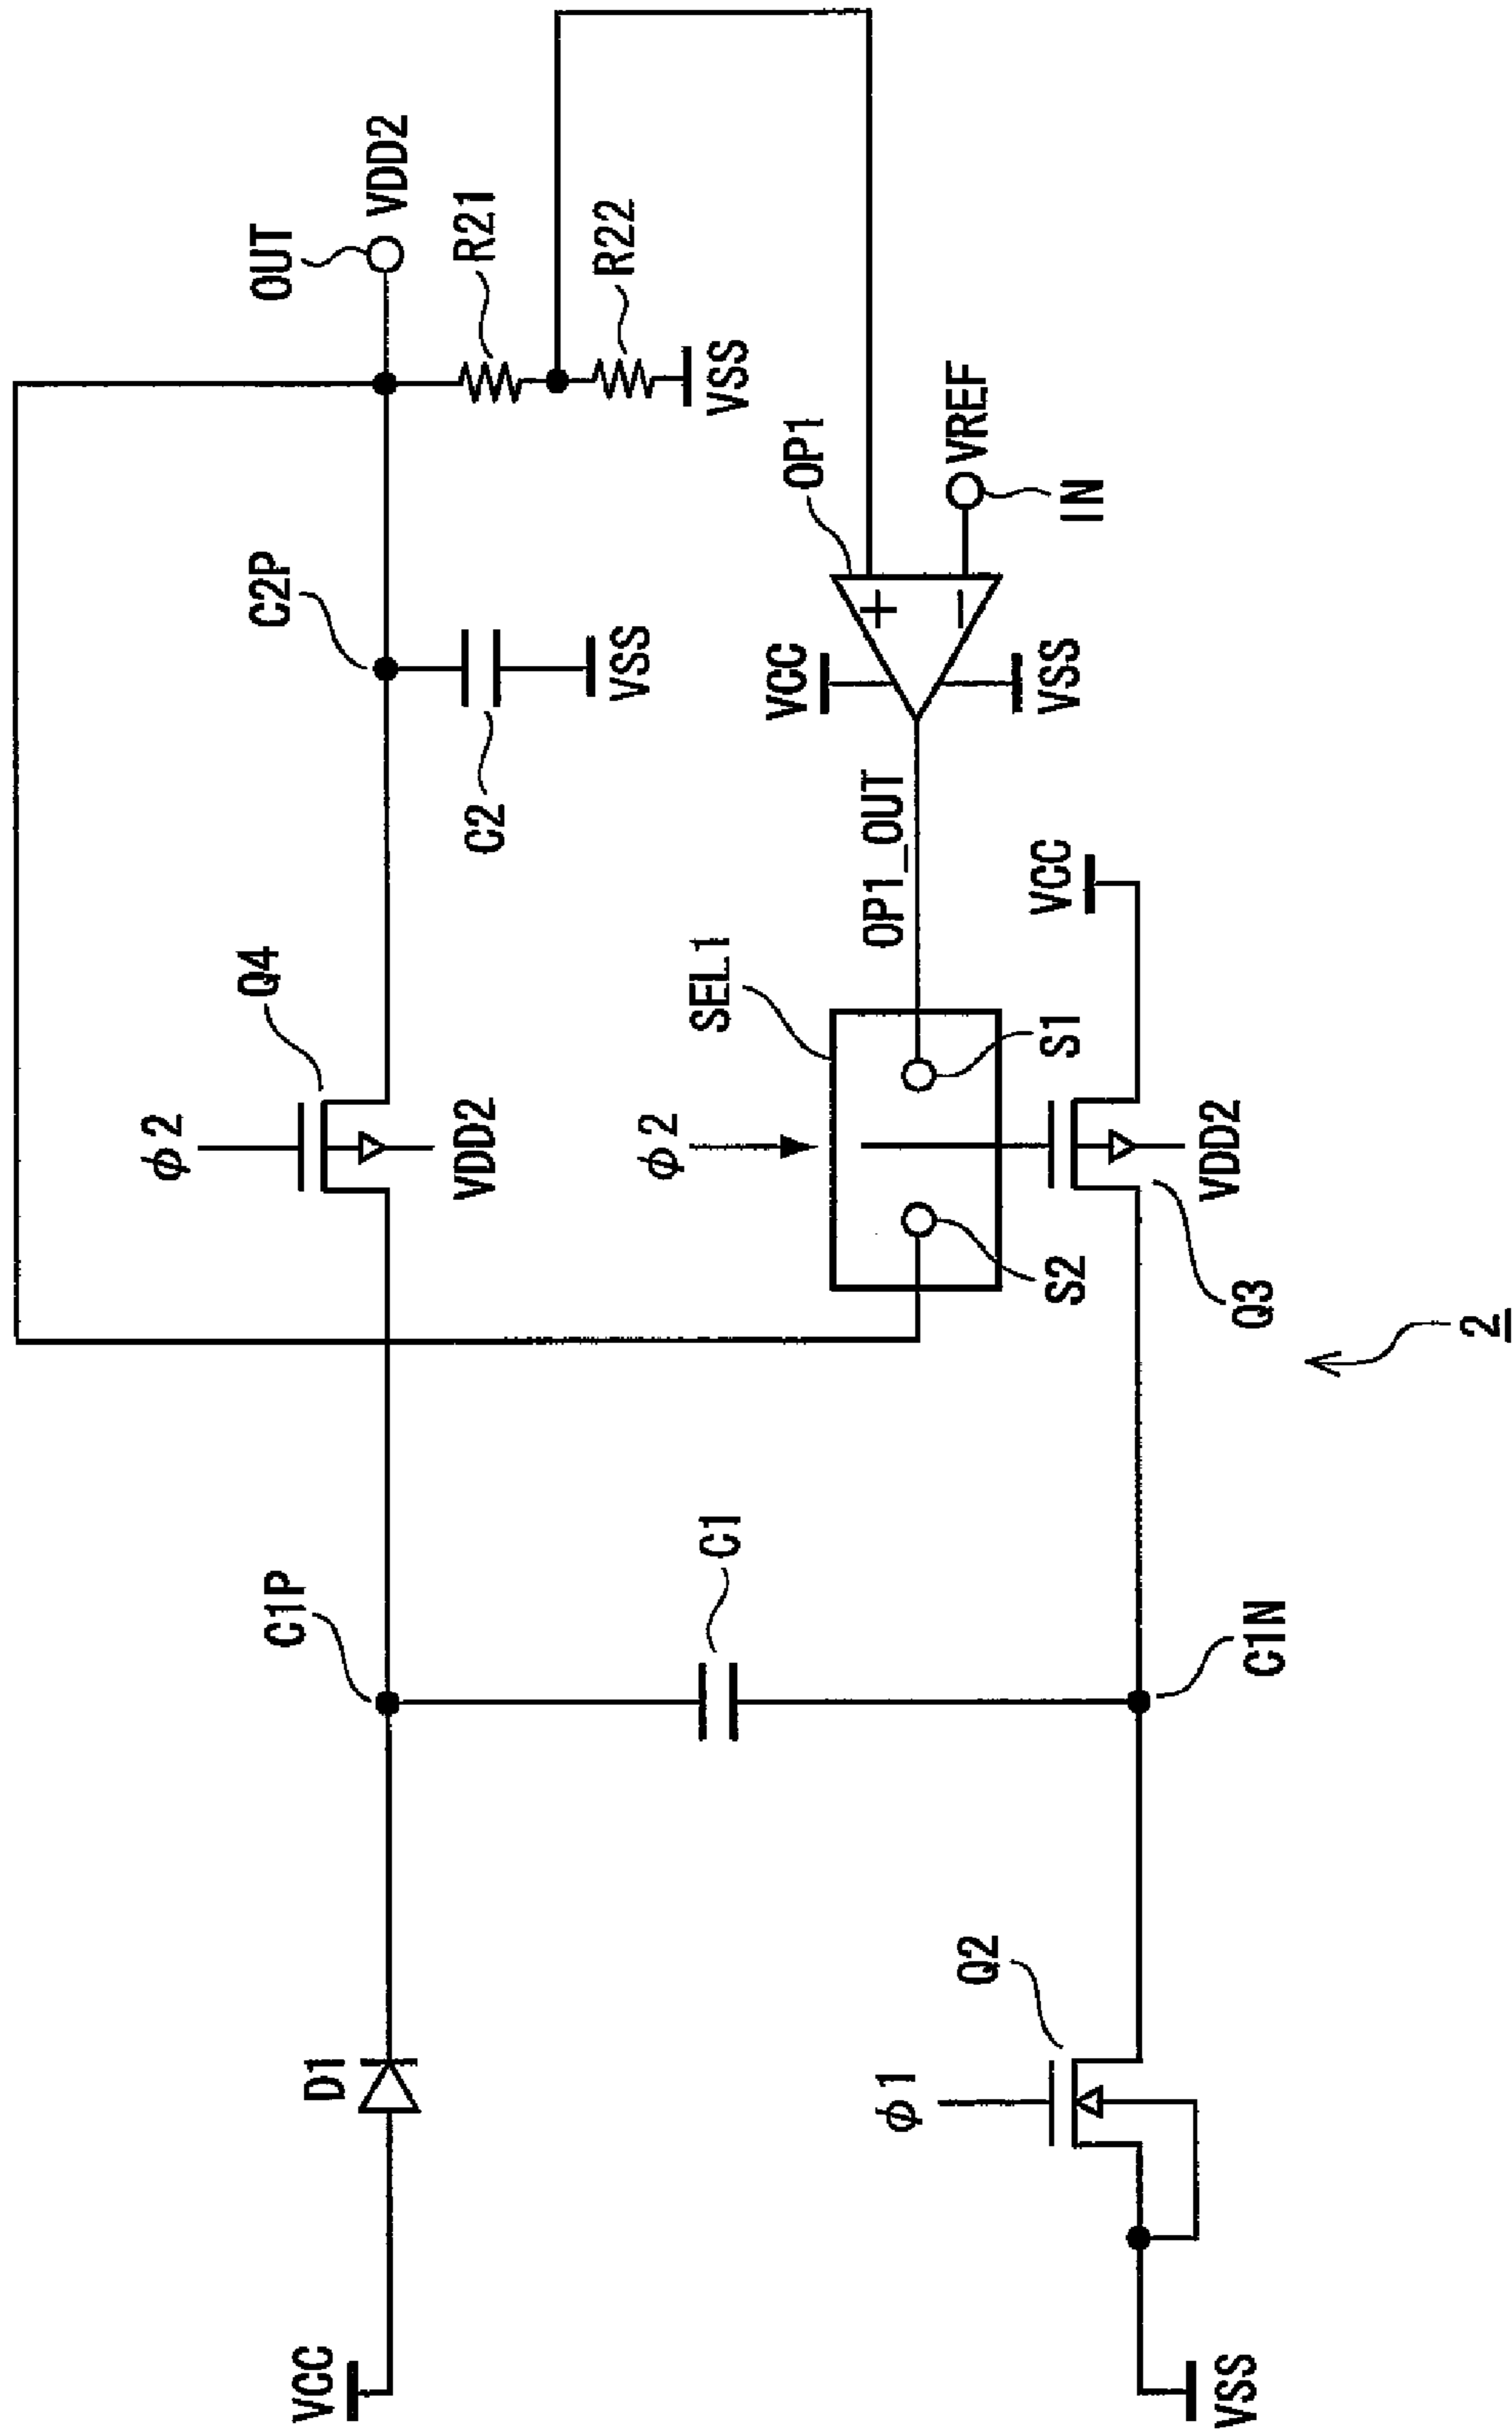 OUT
VDD2
C2P
R21
R22
VSS
Q4
φ2
VDD2
C2
VSS
C1P
D1
VCC
C1
SEL1
φ2
S2
S1
OP1_OUT
VCC
OP1
+
−
VSS
VREF
IN
VCC
VDD2
Q3
Q2
φ1
C1N
VSS
2